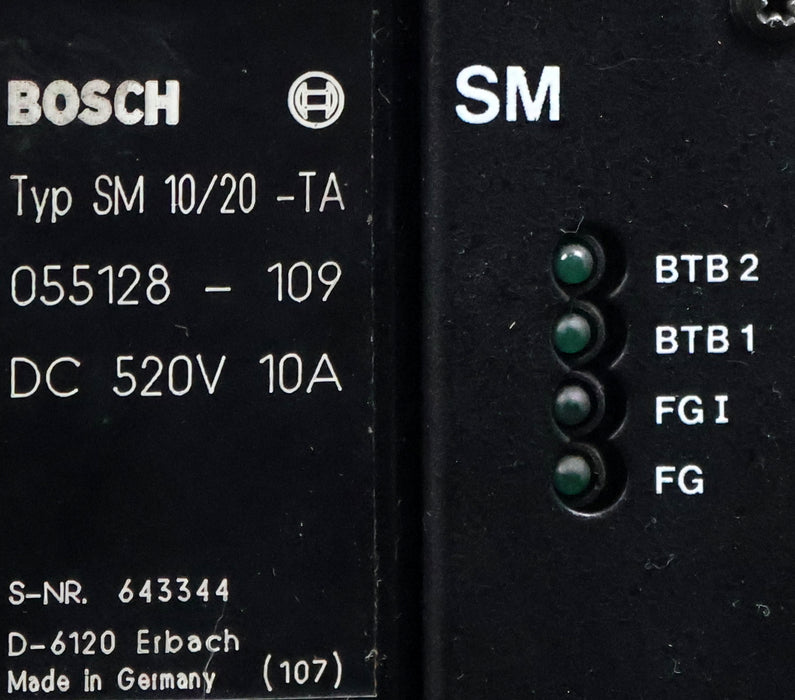 BOSCH
Typ SM 10/20 -TA
055128 - 109
DC 520V 10A
S-NR. 643344
D-6120 Erbach
Made in Germany (107)
SM
BTB 2
BTB 1
FG I
FG